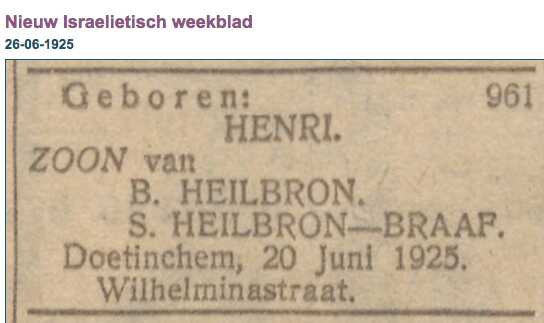 Nieuw Israelietisch weekblad
26-06-1925
Geboren: 961
HENRI.
ZOON van
B. HEILBRON.
S. HEILBRON—BRAAF.
Doetinchem, 20 Juni 1925.
Wilhelminastraat.